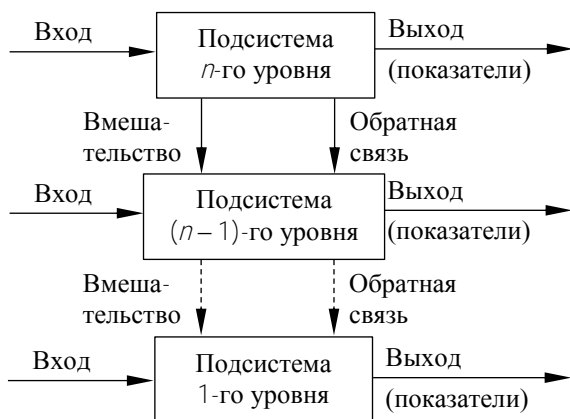 Вход
Подсистема
n-го уровня
Выход
(показатели)
Вмеша-
тельство
Обратная
связь
Вход
Подсистема
(n – 1)-го уровня
Выход
(показатели)
Вмеша-
тельство
Обратная
связь
Вход
Подсистема
1-го уровня
Выход
(показатели)